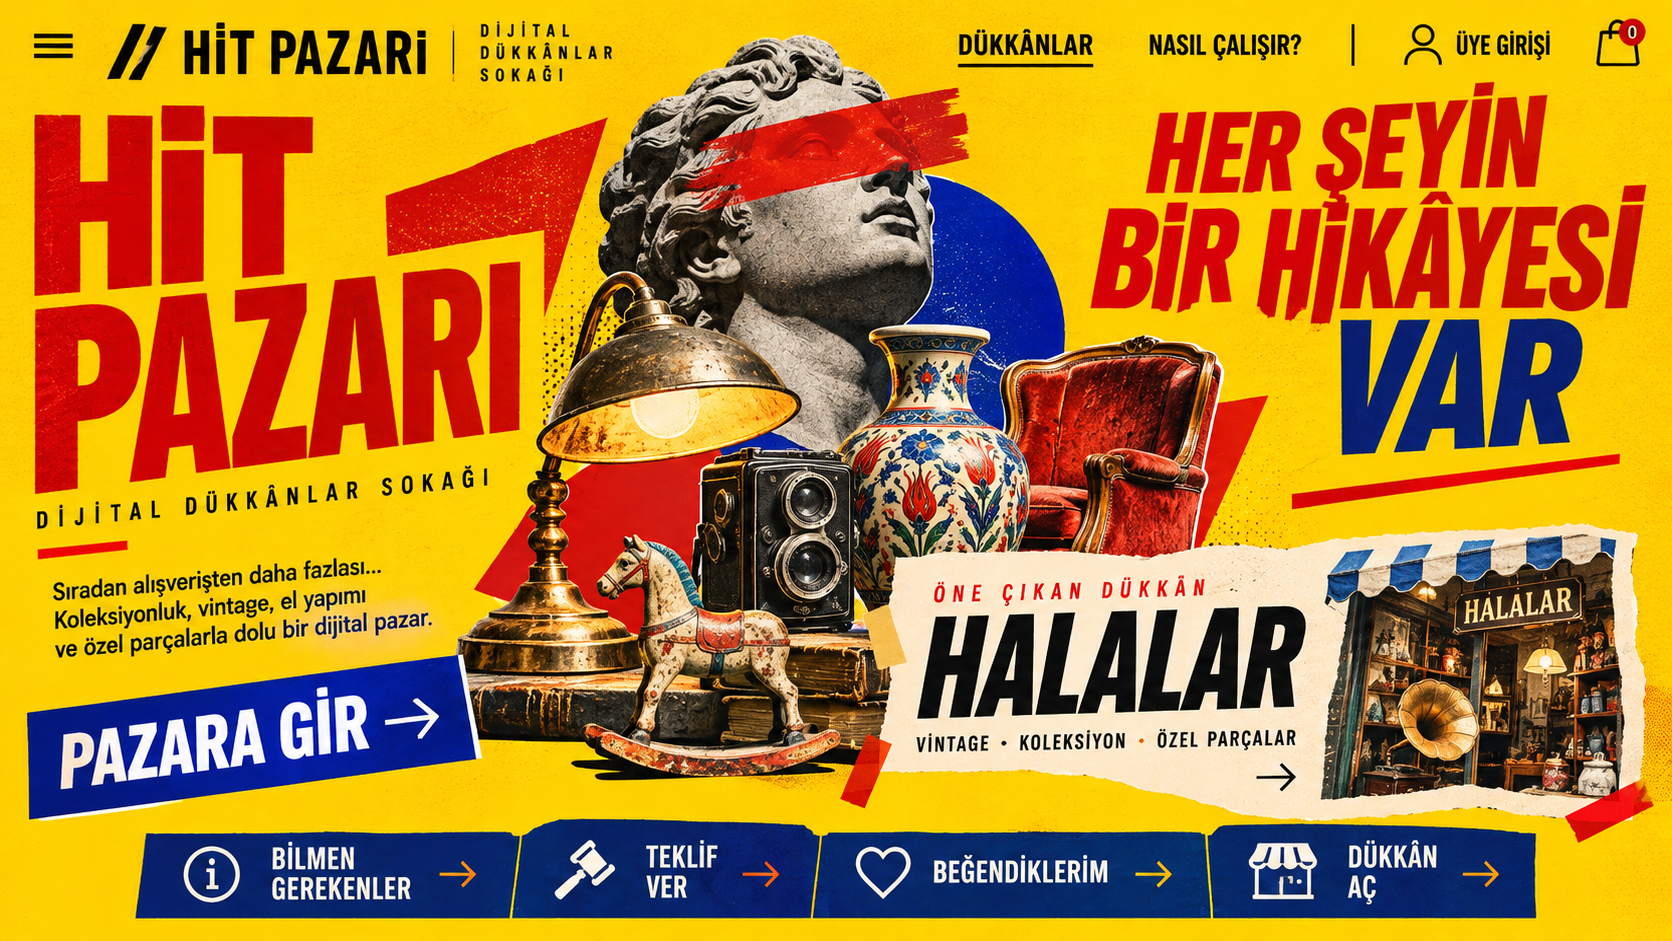 HiT PAZARi
DİJİTAL
DÜKKÂNLAR
SOKAĞI
DÜKKÂNLAR
NASIL ÇALIŞIR?
ÜYE GİRİŞİ
0
HiT
PAZARI
DİJİTAL DÜKKÂNLAR SOKAĞI
HER ŞEYİN
BİR HİKÂYESİ
VAR
Sıradan alışverişten daha fazlası...
Koleksiyonluk, vintage, el yapımı
ve özel parçalarla dolu bir dijital pazar.
PAZARA GİR
ÖNE ÇIKAN DÜKKÂN
HALALAR
VİNTAGE • KOLEKSİYON • ÖZEL PARÇALAR
HALALAR
BİLMEN
GEREKENLER
TEKLİF
VER
BEĞENDİKLERİM
DÜKKÂN
AÇ